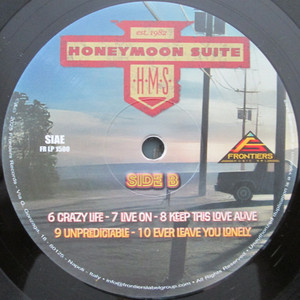 est. 1982
HONEYMOON SUITE
H·M·S
SIAE
FR LP 1500
FRONTIERS
SIDE B
6 CRAZY LIFE - 7 LIVE ON - 8 KEEP THIS LOVE ALIVE
9 UNPREDICTABLE - 10 EVER LEAVE YOU LONELY